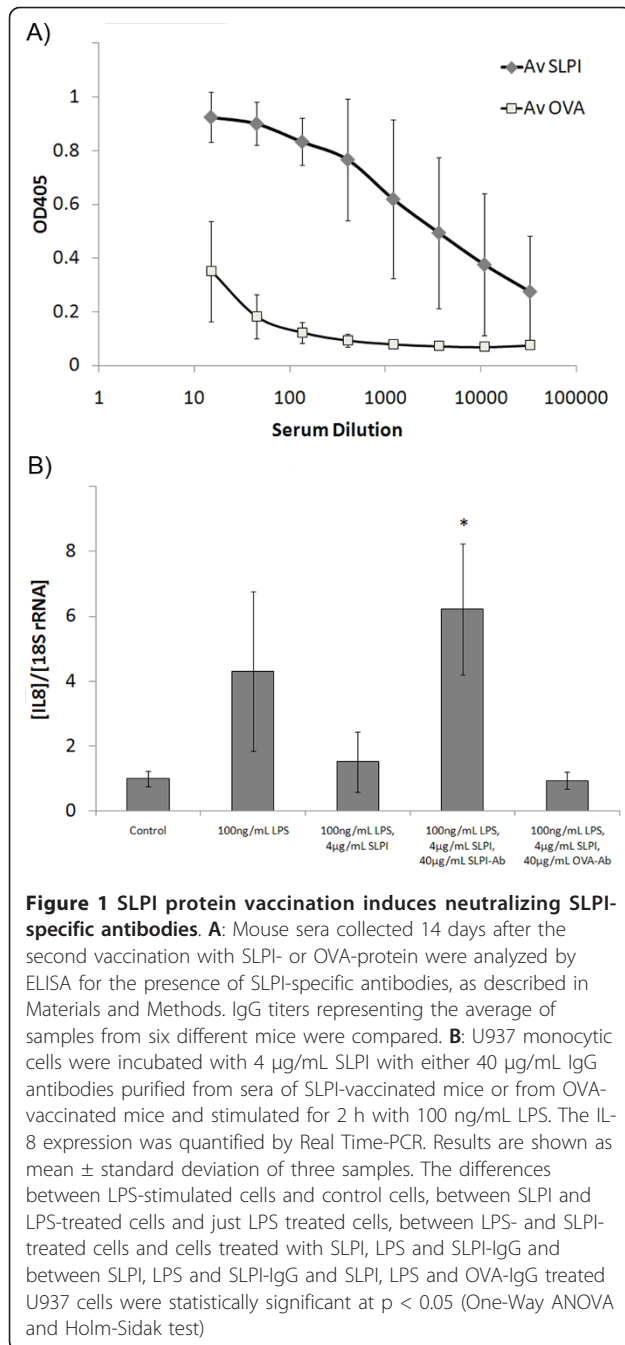 A)
Av SLPI
Av OVA
1
0.8
0.6
0.4
0.2
0
OD405
1 10 100 1000 10000 100000
Serum Dilution
B)
8
6
4
2
0
[IL8]/[18S rRNA]
*
Control
100ng/mL LPS
100ng/mL LPS,
4µg/mL SLPI
100ng/mL LPS,
4µg/mL SLPI,
40µg/mL SLPI-Ab
100ng/mL LPS,
4µg/mL SLPI,
40µg/mL OVA-Ab
Figure 1 SLPI protein vaccination induces neutralizing SLPI-
specific antibodies. A: Mouse sera collected 14 days after the
second vaccination with SLPI- or OVA-protein were analyzed by
ELISA for the presence of SLPI-specific antibodies, as described in
Materials and Methods. IgG titers representing the average of
samples from six different mice were compared. B: U937 monocytic
cells were incubated with 4 µg/mL SLPI with either 40 µg/mL IgG
antibodies purified from sera of SLPI-vaccinated mice or from OVA-
vaccinated mice and stimulated for 2 h with 100 ng/mL LPS. The IL-
8 expression was quantified by Real Time-PCR. Results are shown as
mean ± standard deviation of three samples. The differences
between LPS-stimulated cells and control cells, between SLPI and
LPS-treated cells and just LPS treated cells, between LPS- and SLPI-
treated cells and cells treated with SLPI, LPS and SLPI-IgG and
between SLPI, LPS and SLPI-IgG and SLPI, LPS and OVA-IgG treated
U937 cells were statistically significant at p < 0.05 (One-Way ANOVA
and Holm-Sidak test)